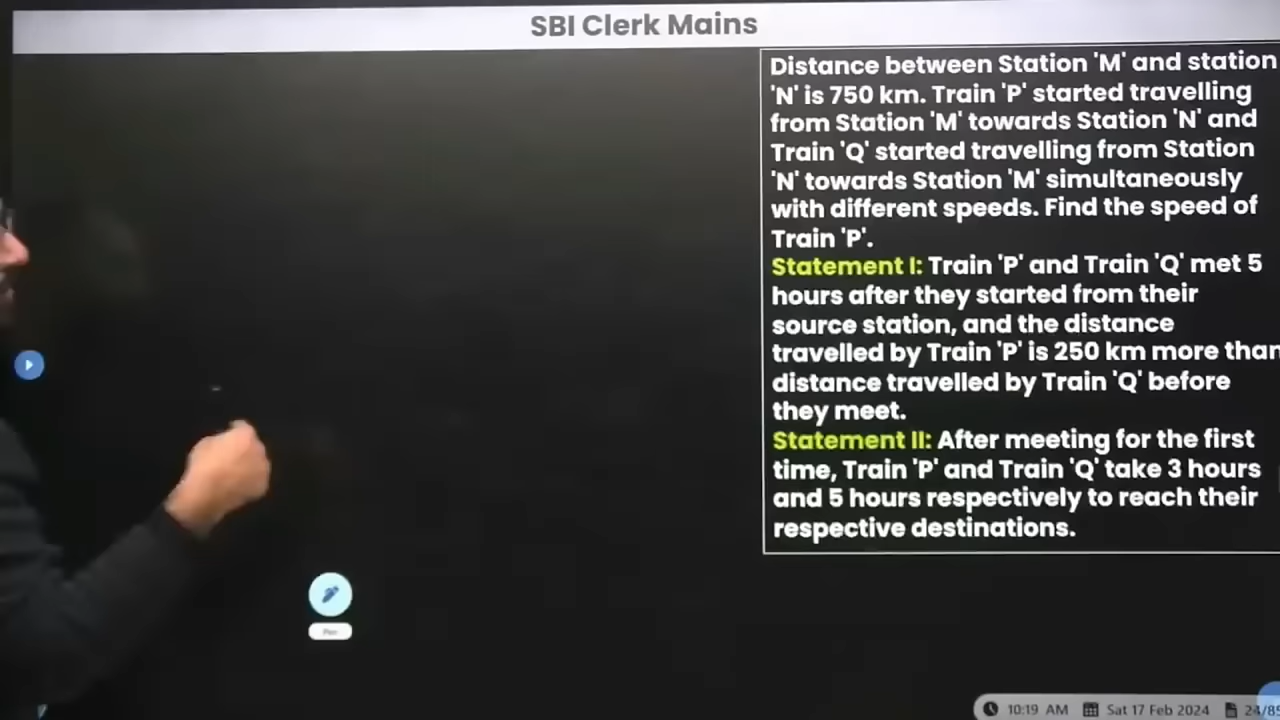 SBI Clerk Mains
Distance between Station 'M' and station
'N' is 750 km. Train 'P' started travelling
from Station 'M' towards Station 'N' and
Train 'Q' started travelling from Station
'N' towards Station 'M' simultaneously
with different speeds. Find the speed of
Train 'P'.
Statement I: Train 'P' and Train 'Q' met 5
hours after they started from their
source station, and the distance
travelled by Train 'P' is 250 km more than
distance travelled by Train 'Q' before
they meet.
Statement II: After meeting for the first
time, Train 'P' and Train 'Q' take 3 hours
and 5 hours respectively to reach their
respective destinations.
Pen
10:19 AM Sat 17 Feb 2024 24/85